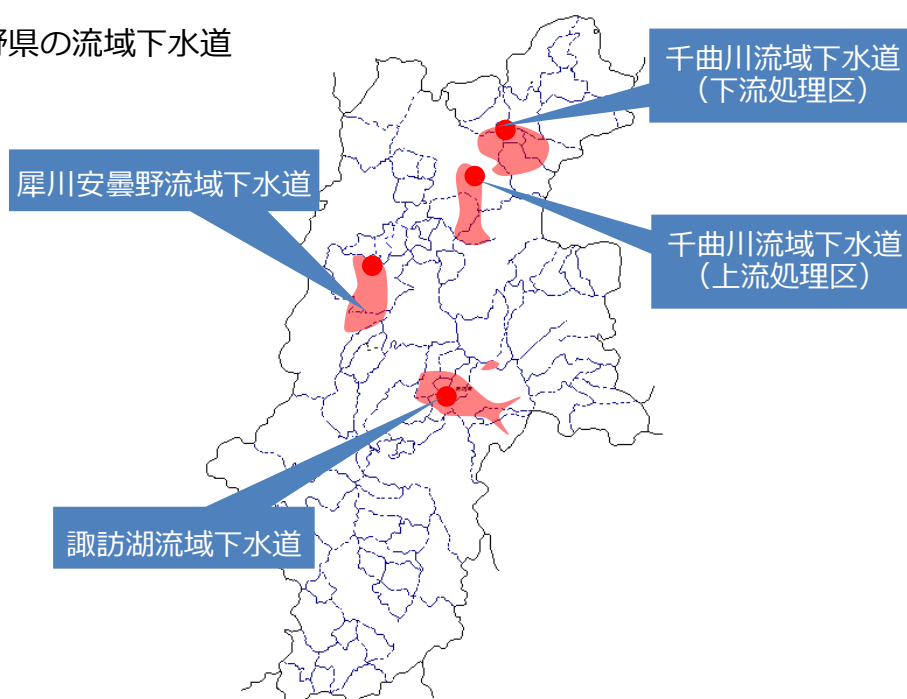 野県の流域下水道
千曲川流域下水道
（下流処理区）
犀川安曇野流域下水道
千曲川流域下水道
（上流処理区）
諏訪湖流域下水道